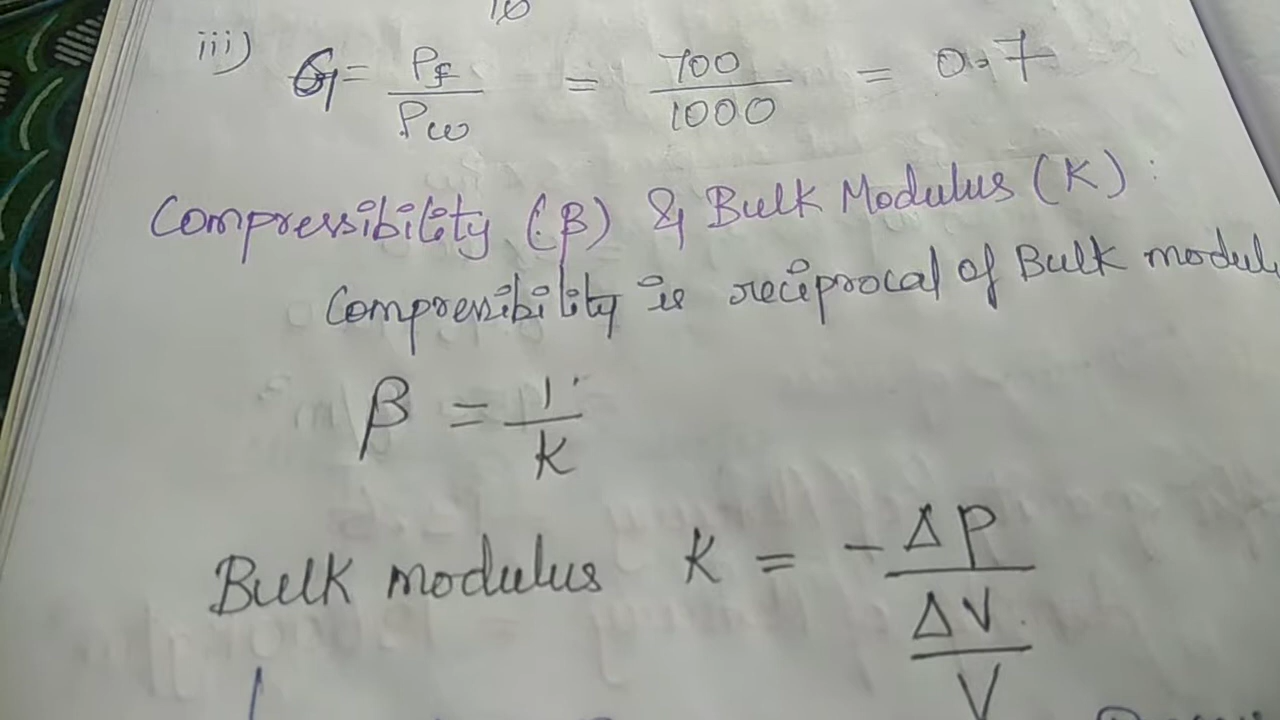 iii) G = ρf / ρw = 700 / 1000 = 0.7
Compressibility (β) & Bulk Modulus (K) :
Compressibility is reciprocal of Bulk modul
β = 1 / K
Bulk modulus K = - ΔP / (ΔV / V)